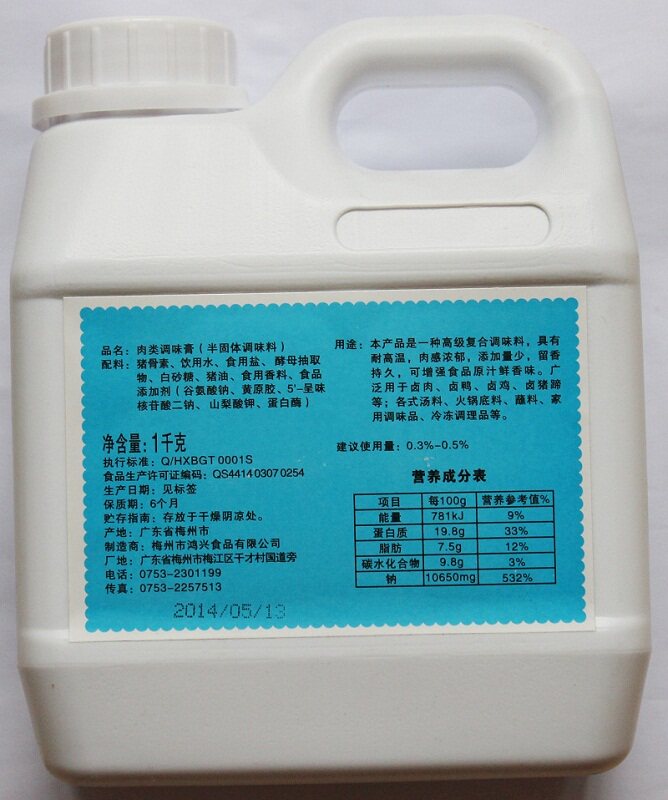 品名：肉类调味膏（半固体调味料）
配料：猪骨素、饮用水、食用盐、酵母抽取
物、白砂糖、猪油、食用香料、食品
添加剂（谷氨酸钠、黄原胶、5'-呈味
核苷酸二钠、山梨酸钾、蛋白酶）
净含量：1千克
执行标准：Q/HXBGT 0001S
食品生产许可证编码：QS4414 0307 0254
生产日期：见标签
保质期：6个月
贮存指南：存放于干燥阴凉处。
产地：广东省梅州市
制造商：梅州市鸿兴食品有限公司
厂地：广东省梅州市梅江区干才村国道旁
电话：0753-2301199
传真：0753-2257513
2014/05/13
用途：本产品是一种高级复合调味料，具有
耐高温，肉感浓郁，添加量少，留香
持久，可增强食品原汁鲜香味。广
泛用于卤肉、卤鸭、卤鸡、卤猪蹄
等；各式汤料、火锅底料、蘸料、家
用调味品、冷冻调理品等。
建议使用量：0.3%-0.5%
营养成分表
项目 每100g 营养参考值%
能量 781kJ 9%
蛋白质 19.8g 33%
脂肪 7.5g 12%
碳水化合物 9.8g 3%
钠 10650mg 532%